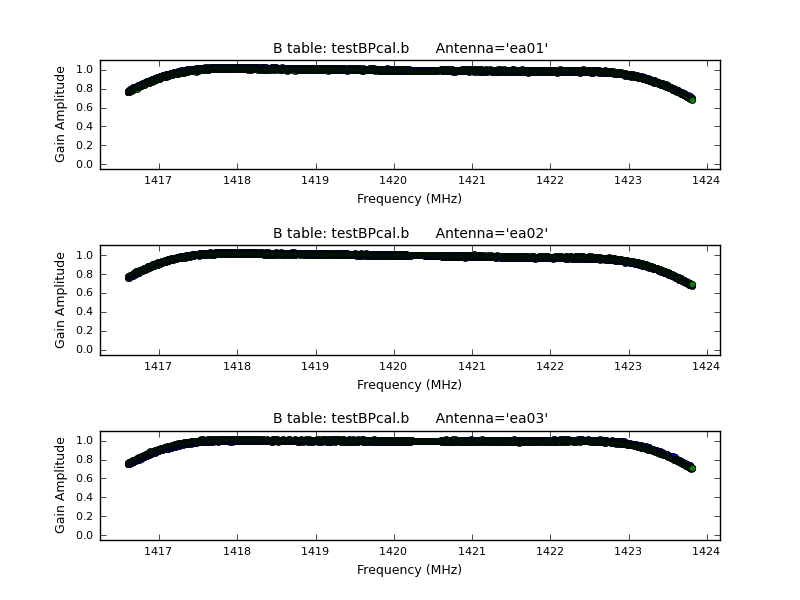 B table: testBPcal.b Antenna='ea01'
Gain Amplitude
1.0
0.8
0.6
0.4
0.2
0.0
1417 1418 1419 1420 1421 1422 1423 1424
Frequency (MHz)
B table: testBPcal.b Antenna='ea02'
Gain Amplitude
1.0
0.8
0.6
0.4
0.2
0.0
1417 1418 1419 1420 1421 1422 1423 1424
Frequency (MHz)
B table: testBPcal.b Antenna='ea03'
Gain Amplitude
1.0
0.8
0.6
0.4
0.2
0.0
1417 1418 1419 1420 1421 1422 1423 1424
Frequency (MHz)